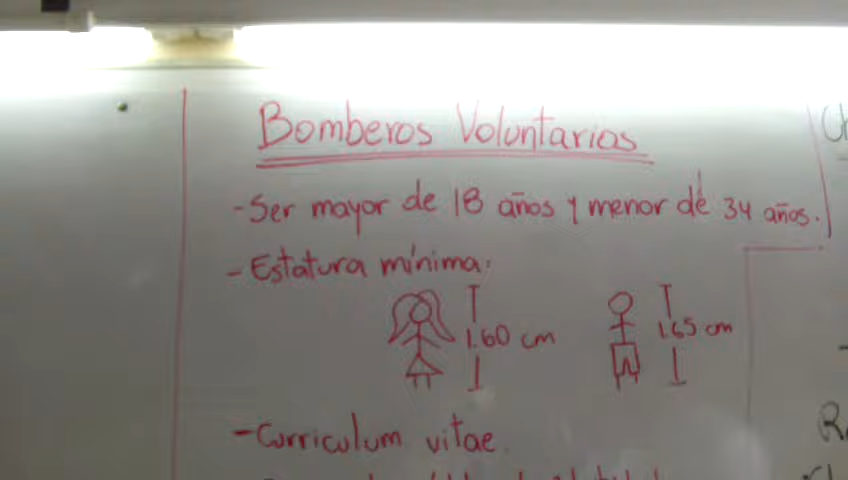 Bomberos Voluntarios
- Ser mayor de 18 años y menor de 34 años.
- Estatura mínima:
1.60 cm 1.65 cm
- Curriculum vitae.